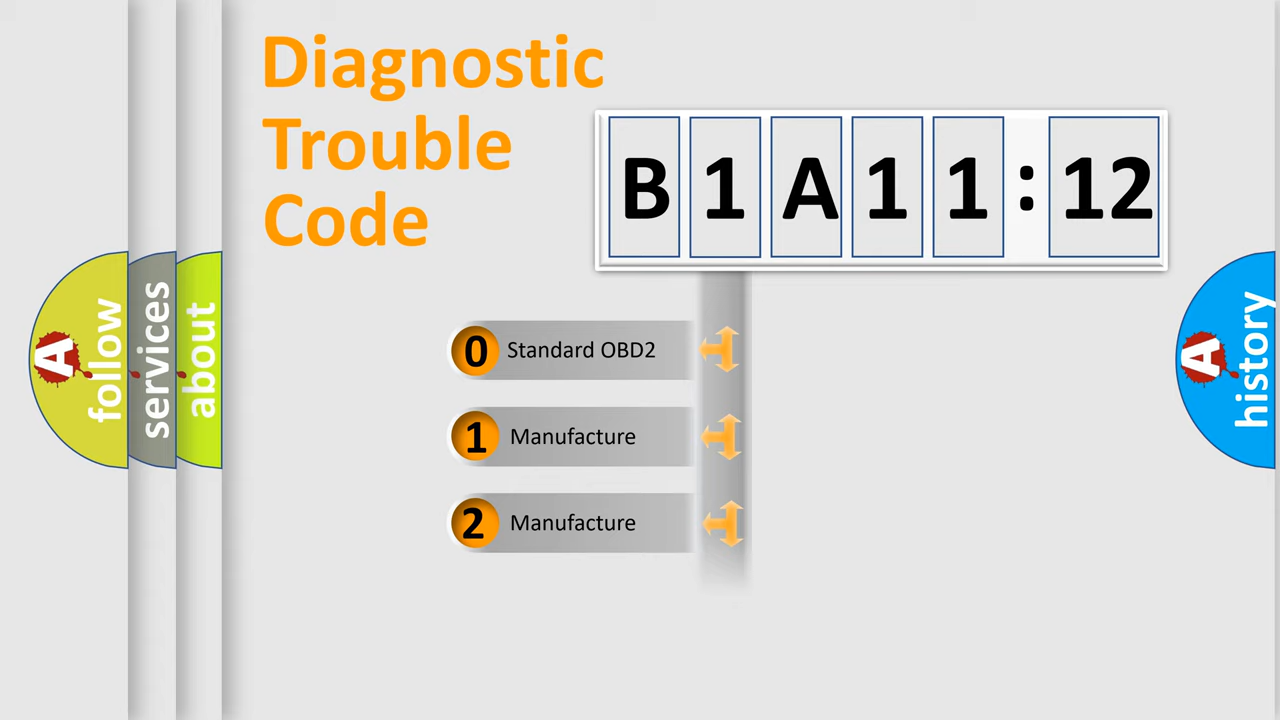 Diagnostic
Trouble
Code
B 1 A 1 1 : 12
0 Standard OBD2
1 Manufacture
2 Manufacture
A follow
services
about
A history